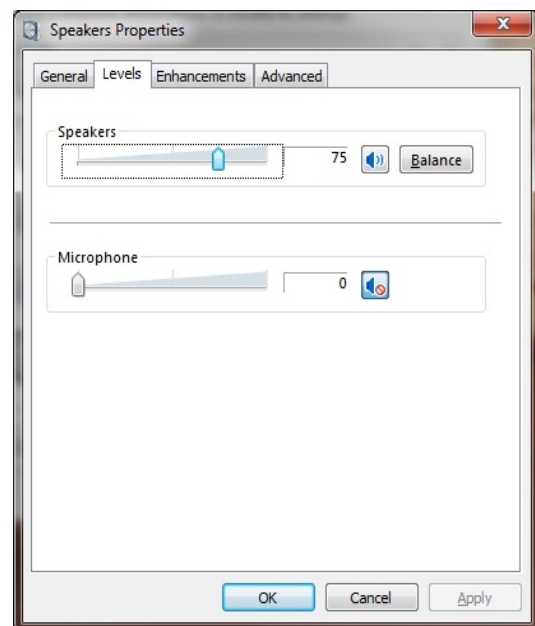 Speakers Properties
General Levels Enhancements Advanced
Speakers
75 Balance
Microphone
0
OK Cancel Apply